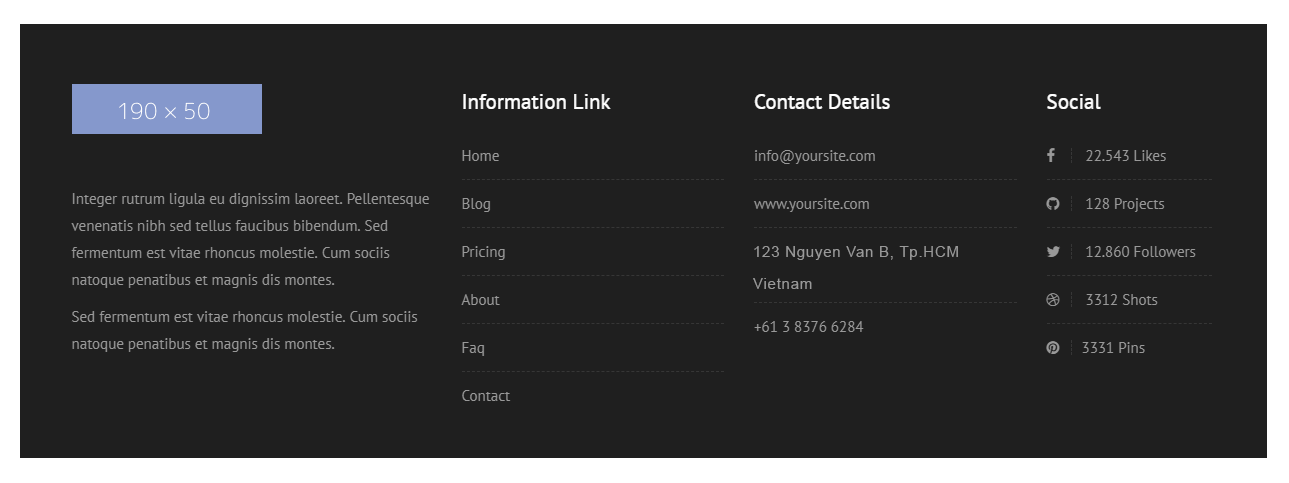 190 × 50
Integer rutrum ligula eu dignissim laoreet. Pellentesque
venenatis nibh sed tellus faucibus bibendum. Sed
fermentum est vitae rhoncus molestie. Cum sociis
natoque penatibus et magnis dis montes.
Sed fermentum est vitae rhoncus molestie. Cum sociis
natoque penatibus et magnis dis montes.
Information Link
Home
Blog
Pricing
About
Faq
Contact
Contact Details
info@yoursite.com
www.yoursite.com
123 Nguyen Van B, Tp.HCM
Vietnam
+61 3 8376 6284
Social
22.543 Likes
128 Projects
12.860 Followers
3312 Shots
3331 Pins